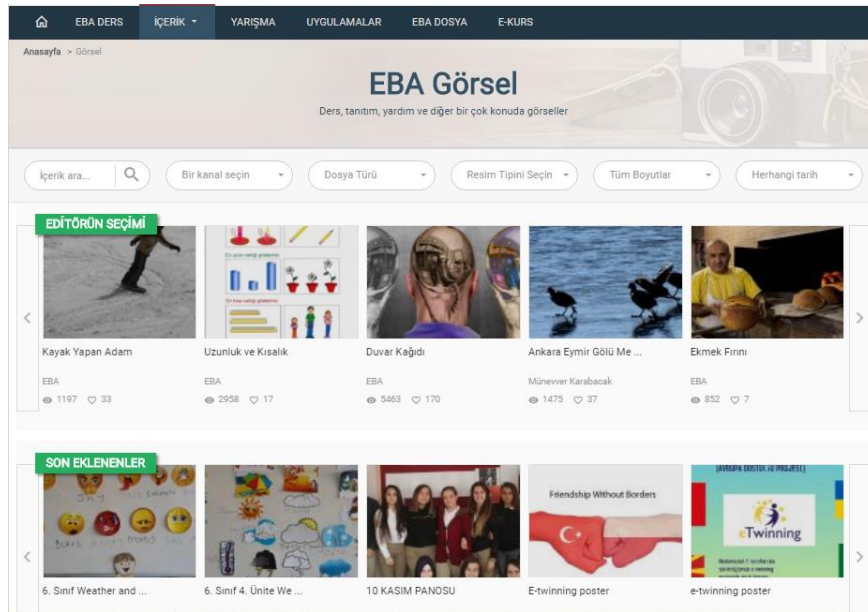 EBA DERS
İÇERİK
YARIŞMA
UYGULAMALAR
EBA DOSYA
E-KURS
Anasayfa > Görsel
EBA Görsel
Ders, tanıtım, yardım ve diğer bir çok konuda görseller
İçerik ara...
Bir kanal seçin
Dosya Türü
Resim Tipini Seçin
Tüm Boyutlar
Herhangi tarih
EDİTÖRÜN SEÇİMİ
Kayak Yapan Adam
EBA
1197 33
Uzunluk ve Kısalık
EBA
2958 17
Duvar Kağıdı
EBA
5463 170
Ankara Eymir Gölü Me ...
Münevver Karabacak
1475 37
Ekmek Fırını
EBA
852 7
SON EKLENENLER
Friendship Without Borders
eTwinning
6. Sınıf Weather and ...
6. Sınıf 4. Ünite We ...
10 KASIM PANOSU
E-twinning poster
e-twinning poster